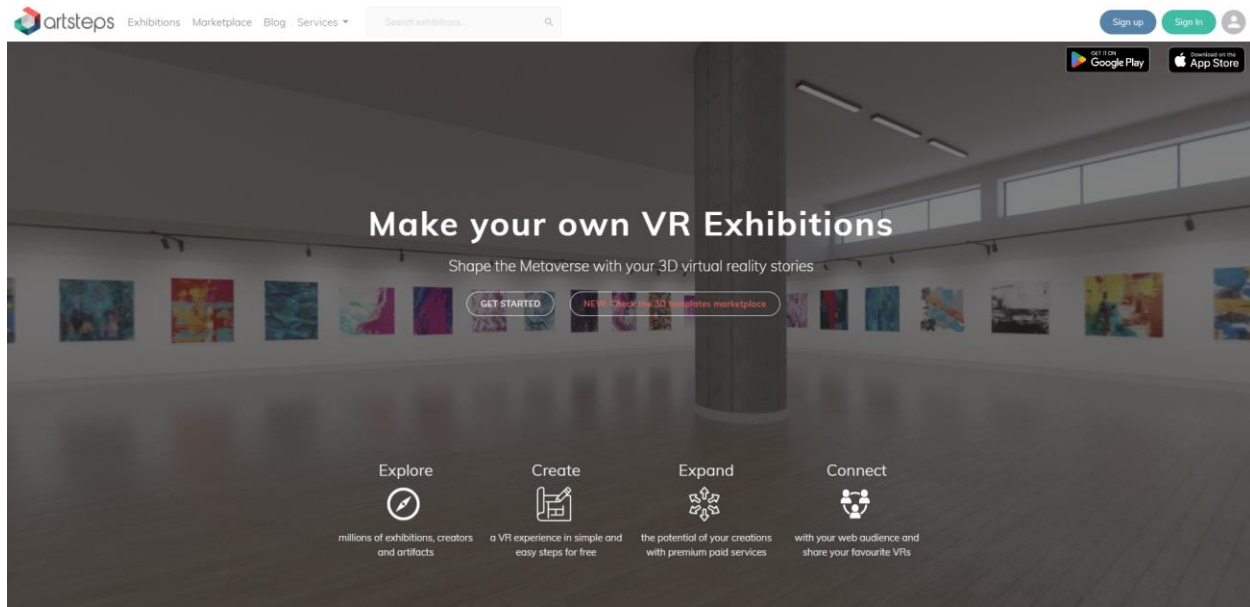 artsteps Exhibitions Marketplace Blog Services Search exhibitions... Sign up Sign In
GET IT ON
Google Play
Download on the
App Store
Make your own VR Exhibitions
Shape the Metaverse with your 3D virtual reality stories
GET STARTED NEW: Check the 3D templates marketplace
Explore
millions of exhibitions, creators
and artifacts
Create
a VR experience in simple and
easy steps for free
Expand
the potential of your creations
with premium paid services
Connect
with your web audience and
share your favourite VRs